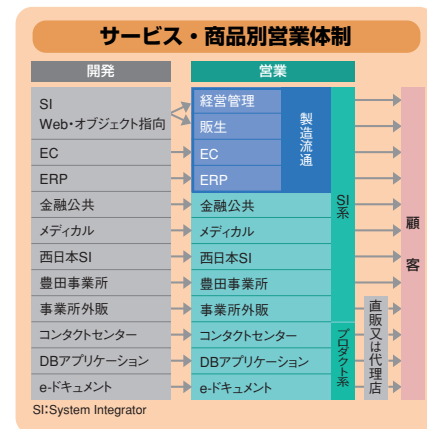 サービス・商品別営業体制
開発
営業
SI
Web・オブジェクト指向
EC
ERP
金融公共
メディカル
西日本SI
豊田事業所
事業所外販
コンタクトセンター
DBアプリケーション
e-ドキュメント
経営管理
販生
EC
ERP
製造流通
金融公共
メディカル
西日本SI
豊田事業所
事業所外販
コンタクトセンター
DBアプリケーション
e-ドキュメント
SI系
プロダクト系
直販又は代理店
顧客
SI:System Integrator